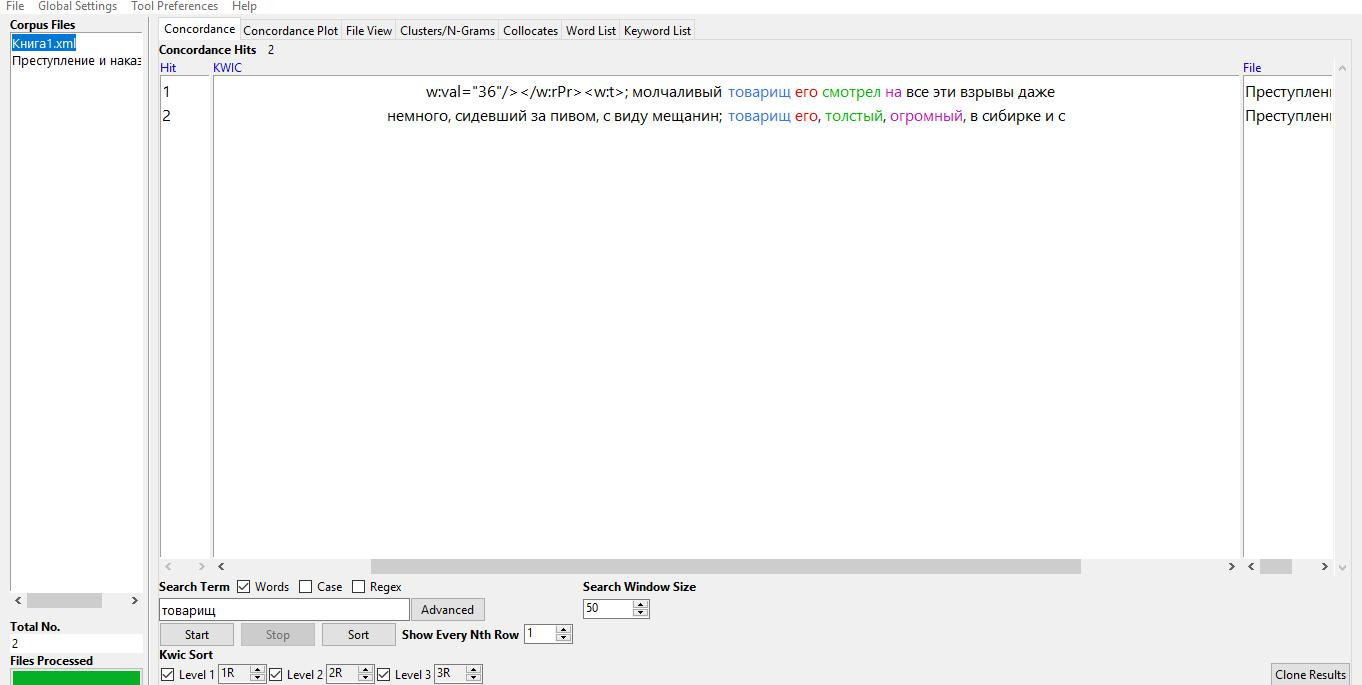 File Global Settings Tool Preferences Help
Corpus Files
Книга1.xml
Преступление и наказ
Total No.
2
Files Processed
Concordance Concordance Plot File View Clusters/N-Grams Collocates Word List Keyword List
Concordance Hits 2
Hit KWIC File
1 w:val="36"/></w:rPr><w:t>; молчаливый товарищ его смотрел на все эти взрывы даже Преступлен
2 немного, сидевший за пивом, с виду мещанин; товарищ его, толстый, огромный, в сибирке и с Преступлен
Search Term Words Case Regex Search Window Size
товарищ Advanced 50
Start Stop Sort Show Every Nth Row 1
Kwic Sort
Level 1 1R Level 2 2R Level 3 3R Clone Results